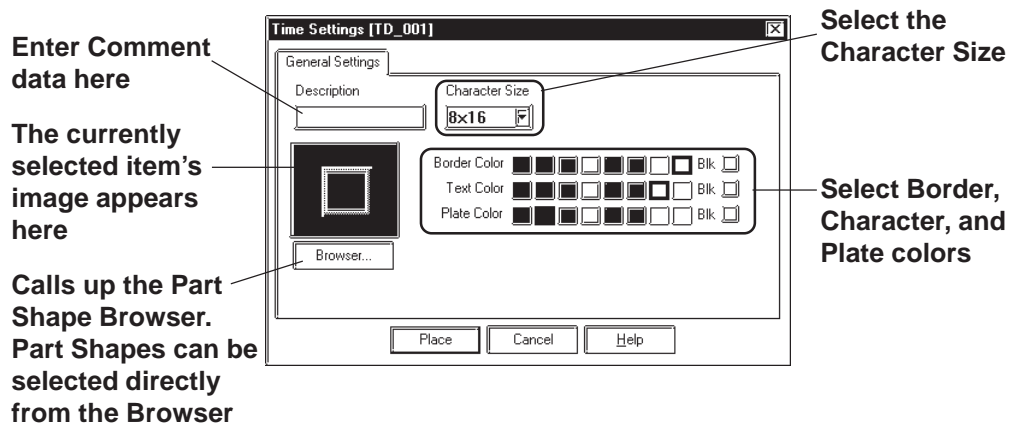 Enter Comment
data here
The currently
selected item's
image appears
here
Calls up the Part
Shape Browser.
Part Shapes can be
selected directly
from the Browser
Time Settings [TD_001]
General Settings
Description
Character Size
8×16
Border Color Blk
Text Color Blk
Plate Color Blk
Browser...
Place Cancel Help
Select the
Character Size
Select Border,
Character, and
Plate colors